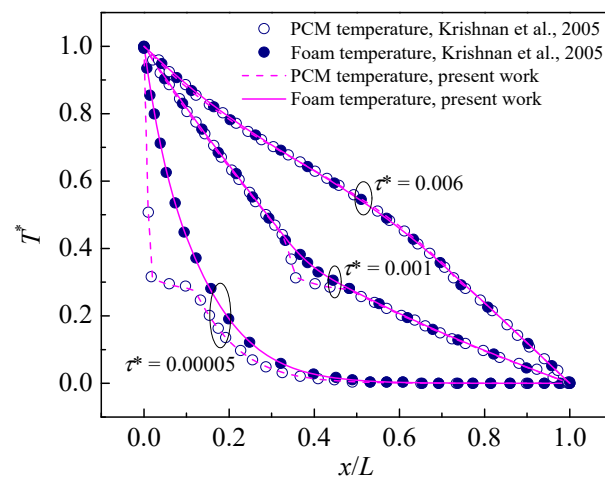 PCM temperature, Krishnan et al., 2005
Foam temperature, Krishnan et al., 2005
PCM temperature, present work
Foam temperature, present work
1.0
0.8
0.6
0.4
0.2
0.0
T*
τ* = 0.006
τ* = 0.001
τ* = 0.00005
0.0 0.2 0.4 0.6 0.8 1.0
x/L